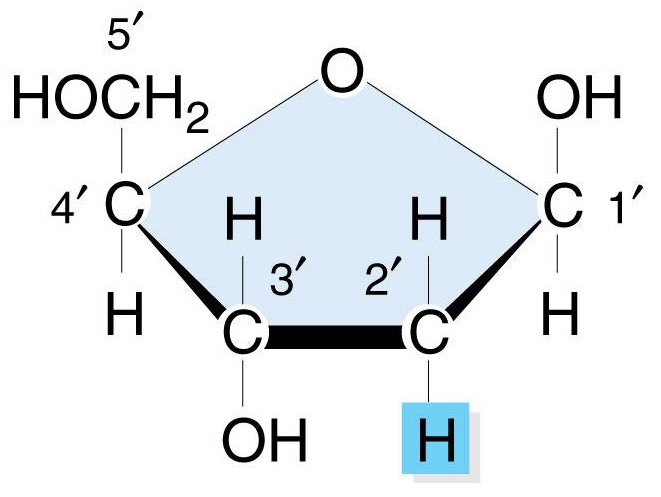 5′
HOCH₂ O OH
4′ C C 1′
H H
3′ 2′
H C C H
OH H